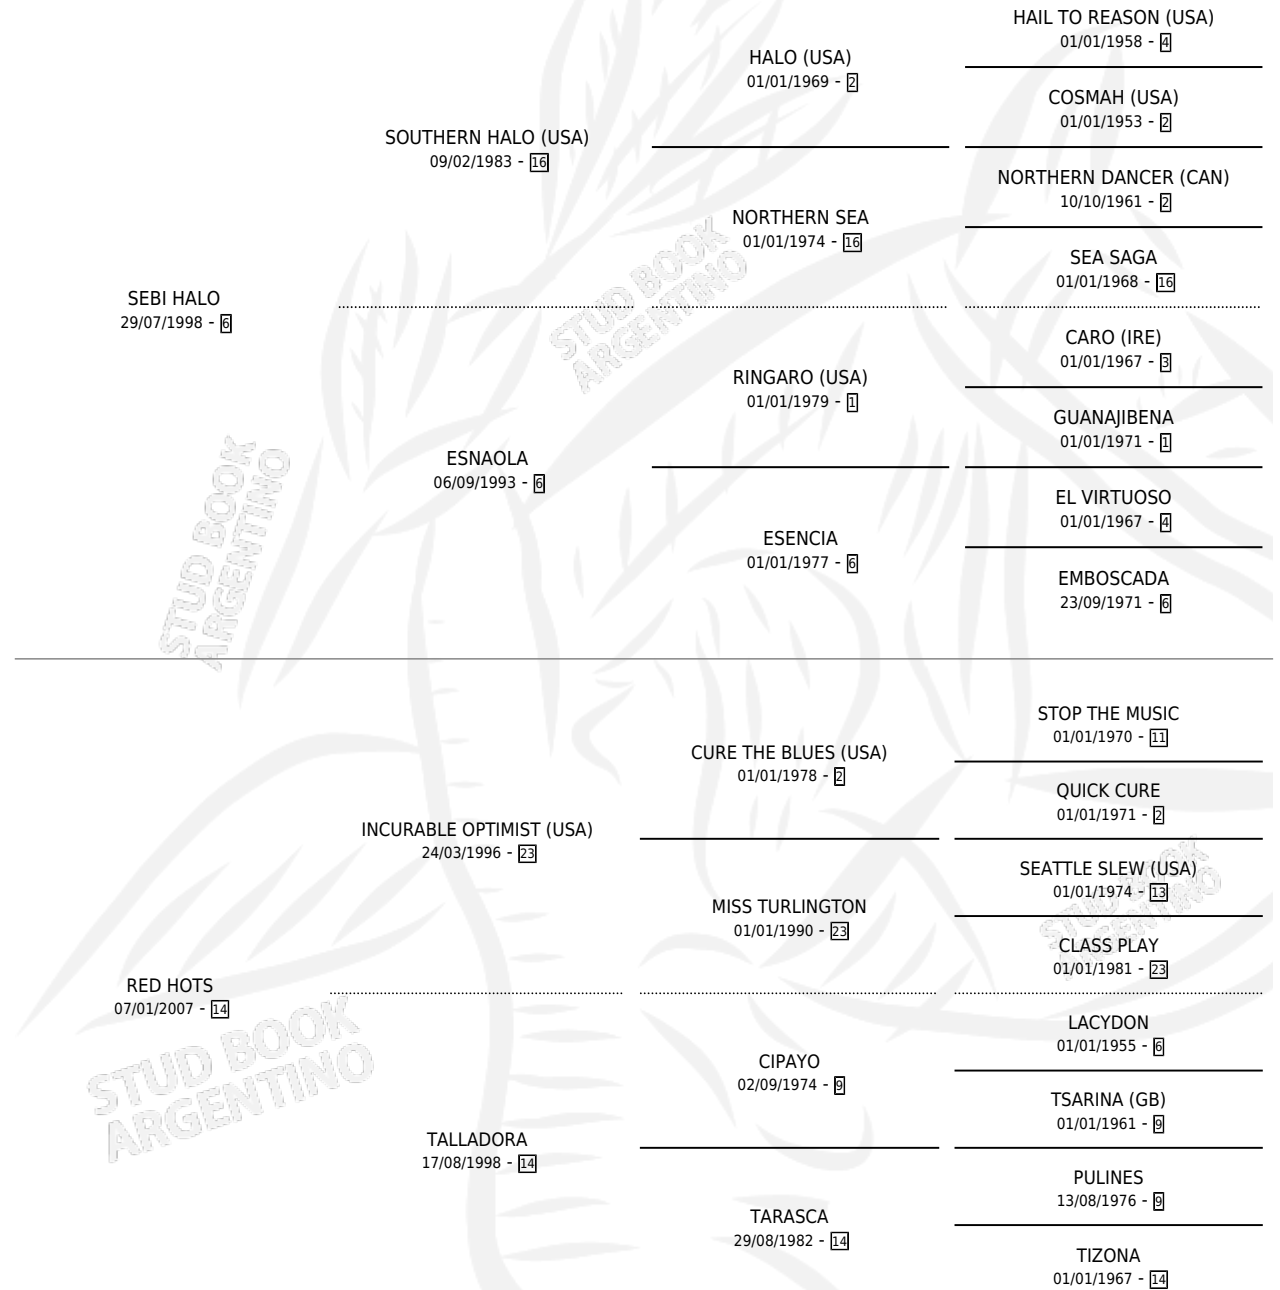 HAIL TO REASON (USA)
01/01/1958 - 4
HALO (USA)
01/01/1969 - 2
COSMAH (USA)
01/01/1953 - 2
SOUTHERN HALO (USA)
09/02/1983 - 16
NORTHERN DANCER (CAN)
10/10/1961 - 2
NORTHERN SEA
01/01/1974 - 16
SEA SAGA
01/01/1968 - 16
SEBI HALO
29/07/1998 - 6
STUD BOOK
ARGENTINO
CARO (IRE)
01/01/1967 - 3
RINGARO (USA)
01/01/1979 - 1
GUANAJIBENA
01/01/1971 - 1
ESNAOLA
06/09/1993 - 6
EL VIRTUOSO
01/01/1967 - 4
ESENCIA
01/01/1977 - 6
EMBOSCADA
23/09/1971 - 6
STUD BOOK
ARGENTINO
STOP THE MUSIC
01/01/1970 - 11
CURE THE BLUES (USA)
01/01/1978 - 2
QUICK CURE
01/01/1971 - 2
INCURABLE OPTIMIST (USA)
24/03/1996 - 23
SEATTLE SLEW (USA)
01/01/1974 - 13
MISS TURLINGTON
01/01/1990 - 23
STUD BOOK
ARGENTINO
CLASS PLAY
01/01/1981 - 23
RED HOTS
07/01/2007 - 14
STUD BOOK
ARGENTINO
LACYDON
01/01/1955 - 6
CIPAYO
02/09/1974 - 9
TSARINA (GB)
01/01/1961 - 9
TALLADORA
17/08/1998 - 14
PULINES
13/08/1976 - 9
TARASCA
29/08/1982 - 14
TIZONA
01/01/1967 - 14